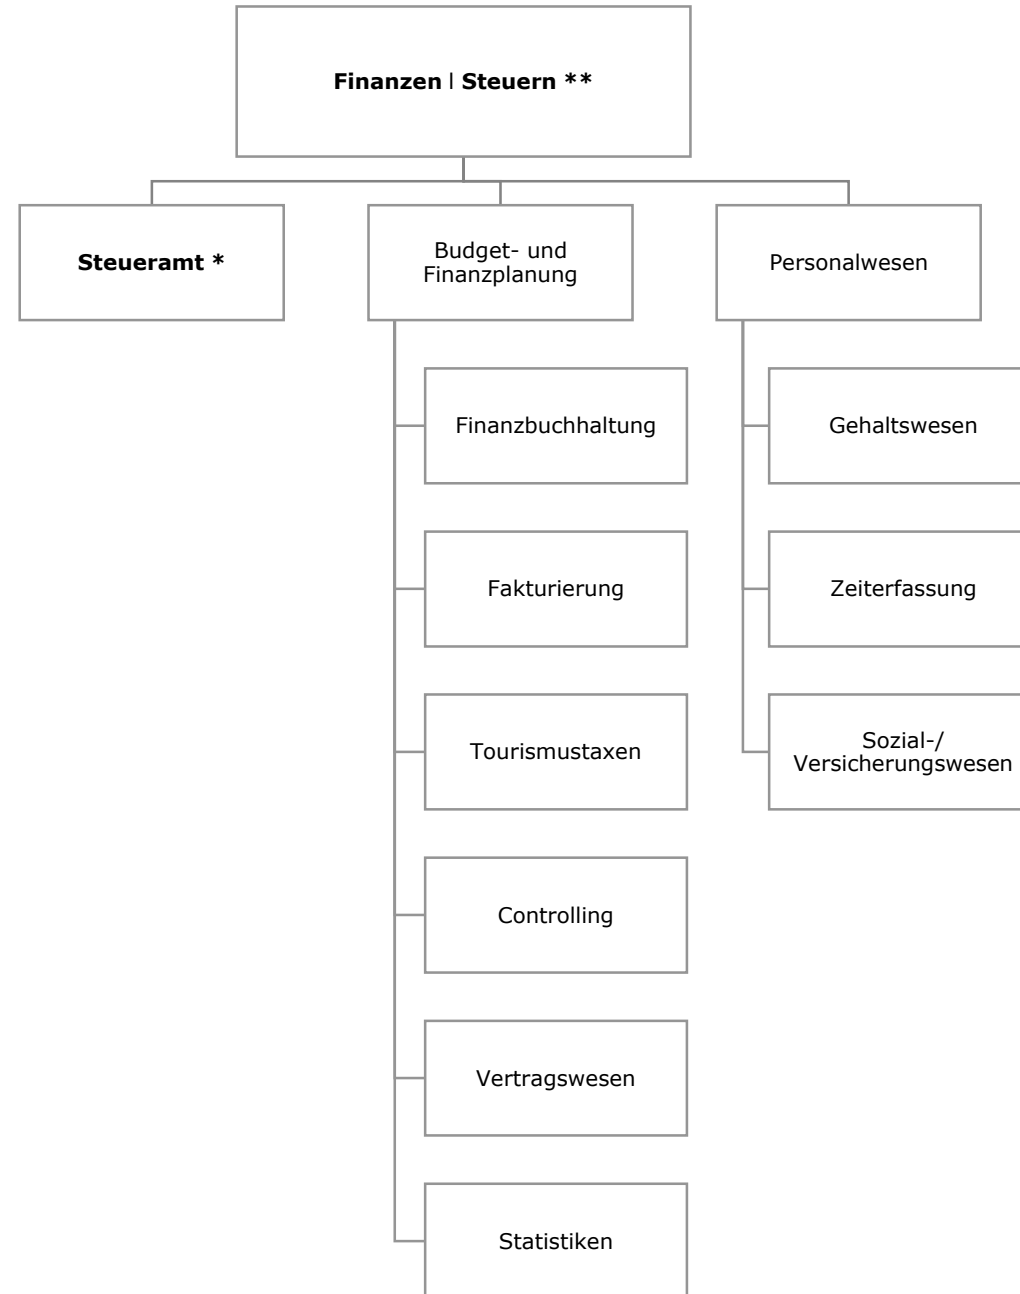 Finanzen l Steuern **
Steueramt *
Budget- und
Finanzplanung
Personalwesen
Finanzbuchhaltung
Gehaltswesen
Fakturierung
Zeiterfassung
Tourismustaxen
Sozial-/
Versicherungswesen
Controlling
Vertragswesen
Statistiken